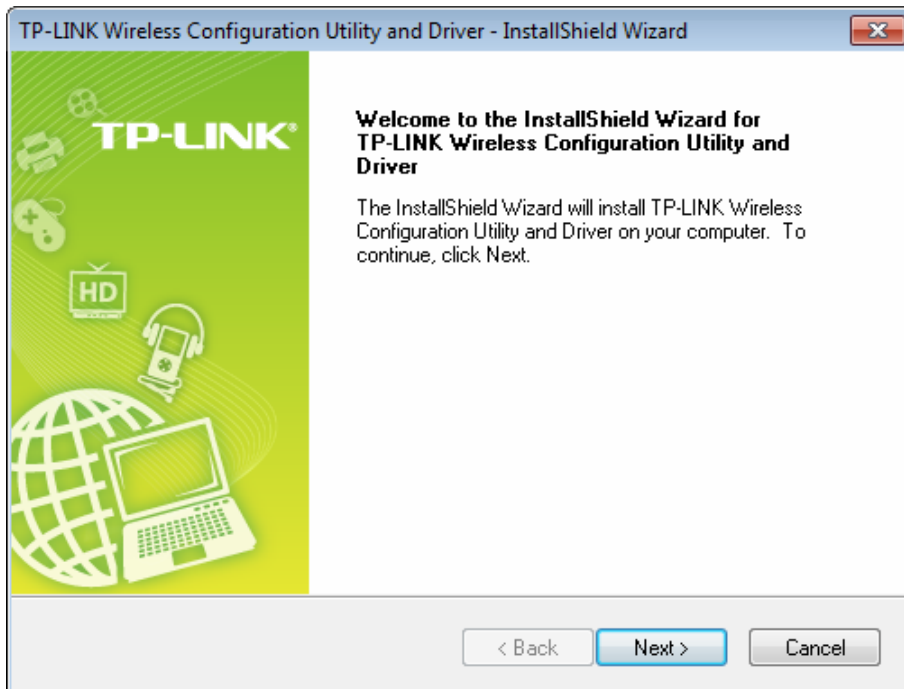 TP-LINK Wireless Configuration Utility and Driver - InstallShield Wizard
TP-LINK®
Welcome to the InstallShield Wizard for
TP-LINK Wireless Configuration Utility and
Driver
The InstallShield Wizard will install TP-LINK Wireless
Configuration Utility and Driver on your computer.  To
continue, click Next.
HD
< Back
Next >
Cancel